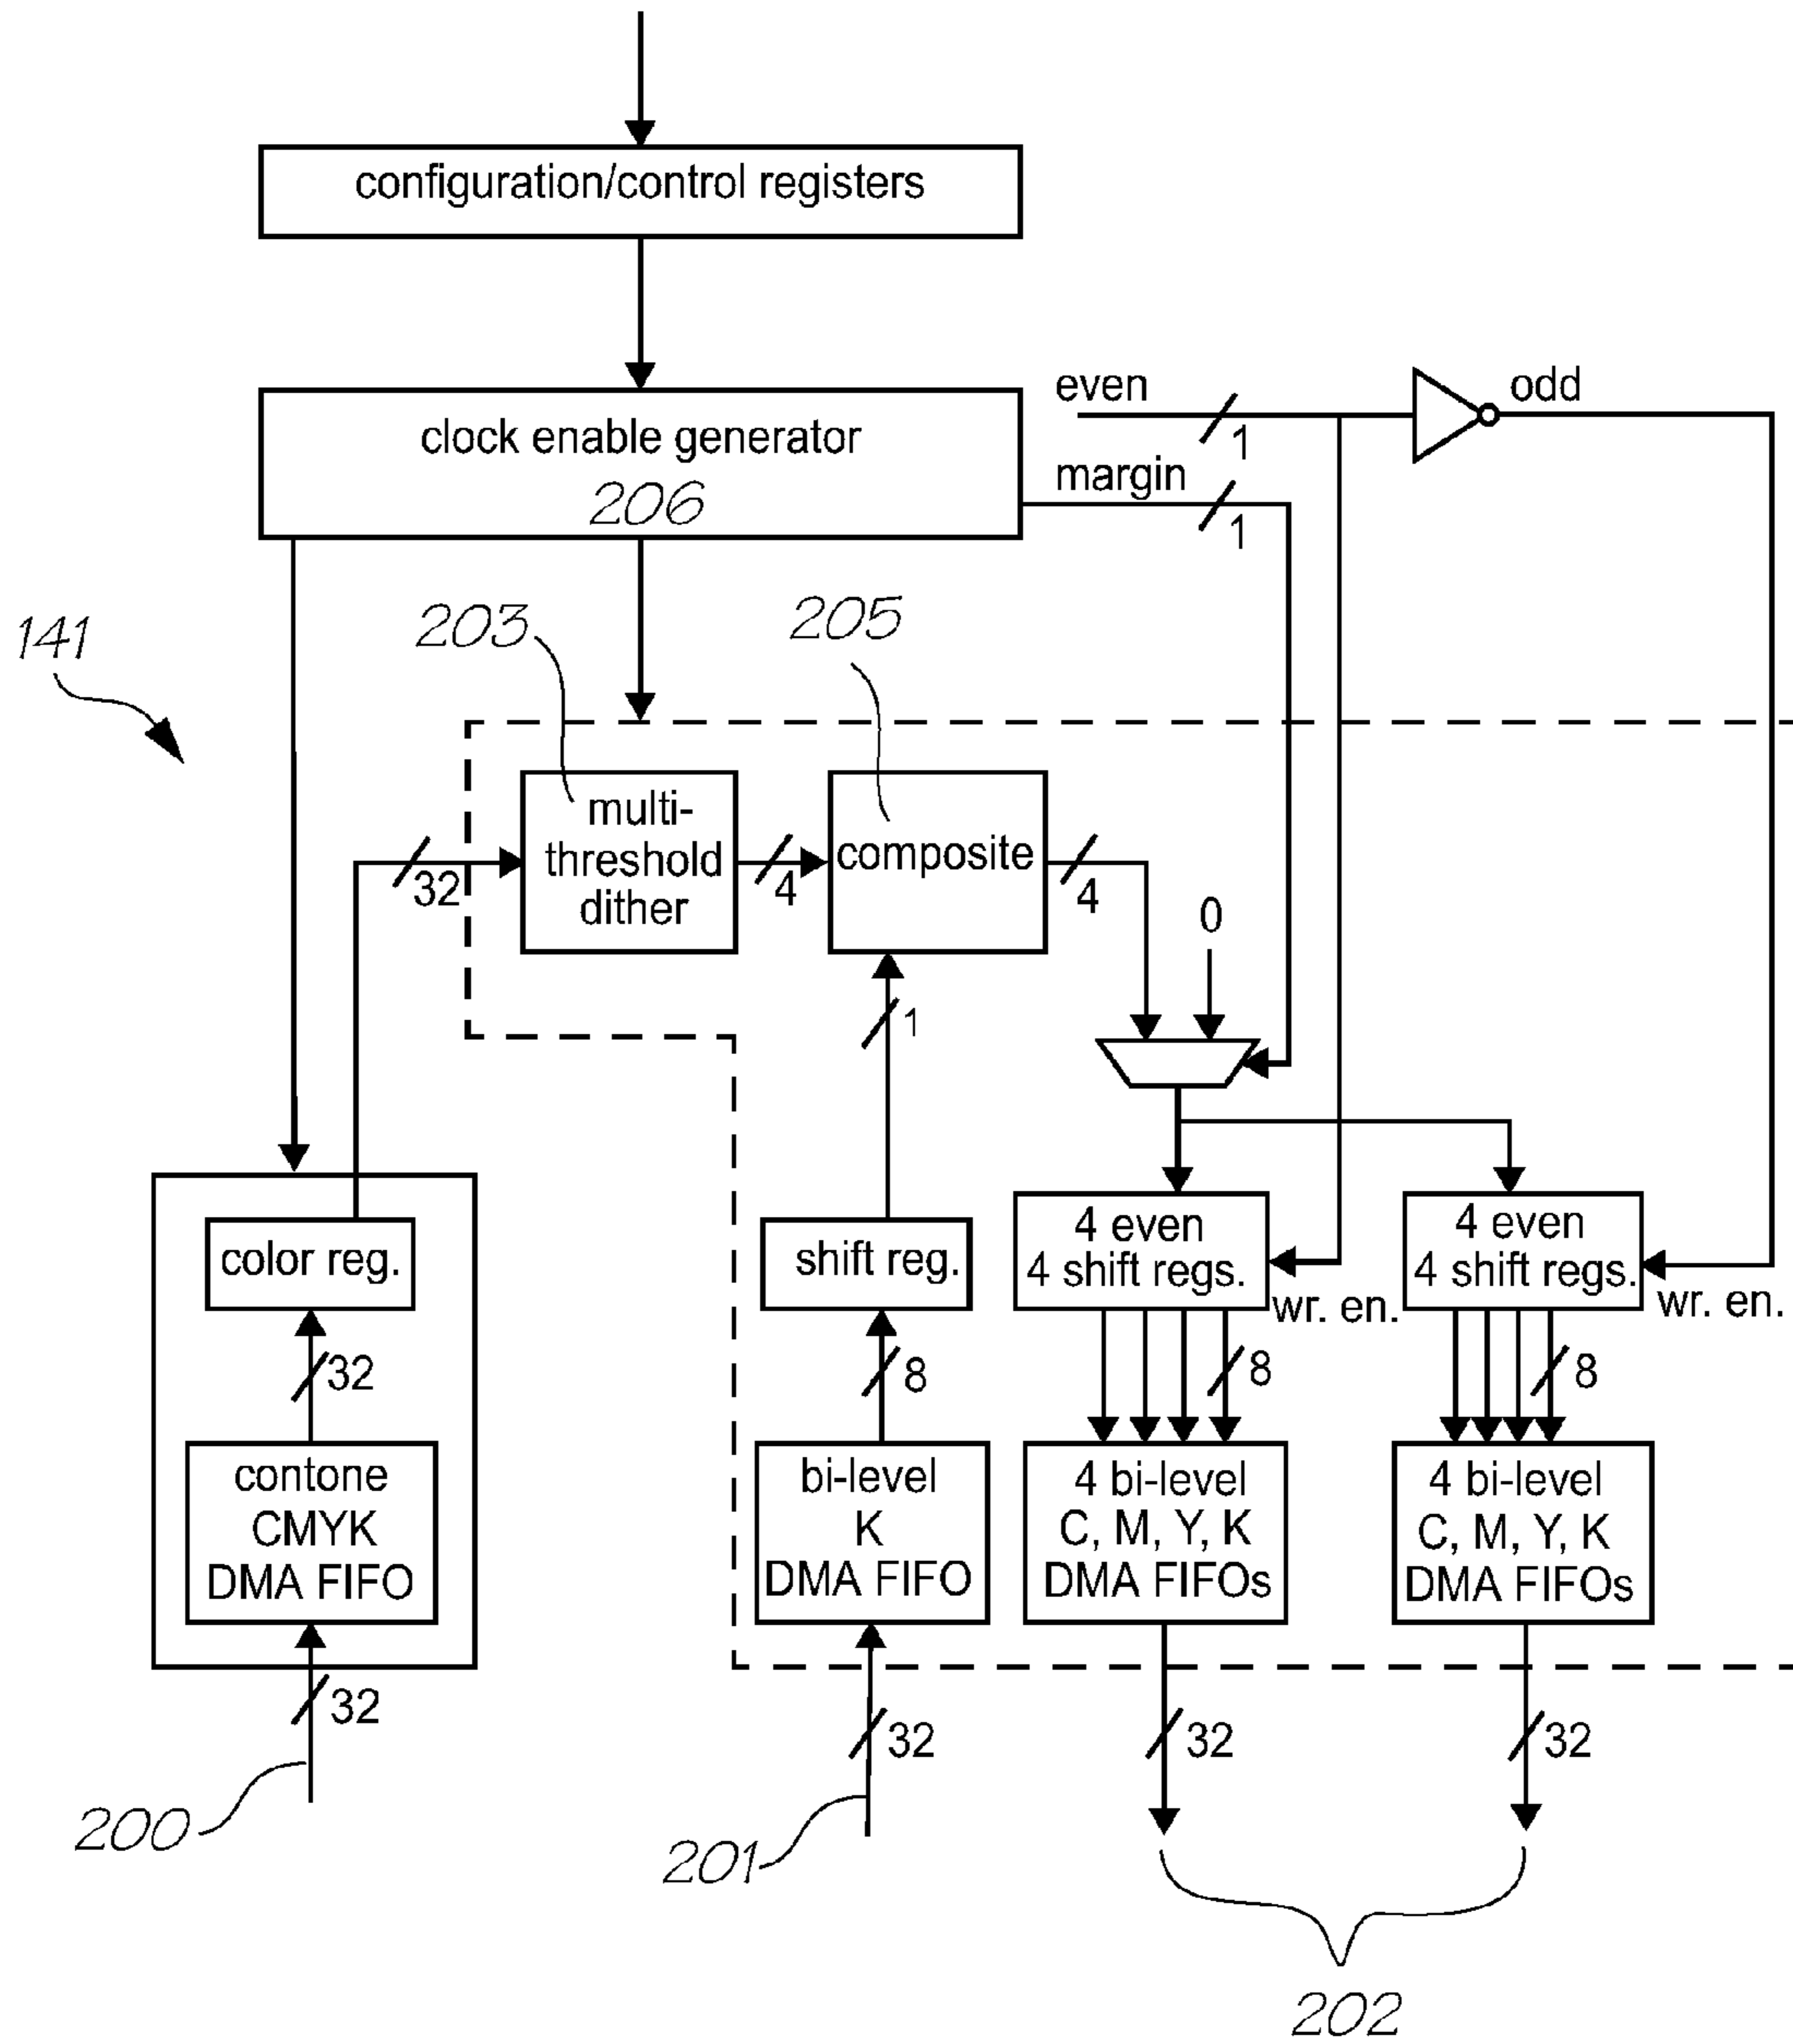 configuration/control registers
clock enable generator
206
even
1
odd
margin
1
141
203
205
multi-
threshold
dither
32
4
composite
4
0
1
color reg.
shift reg.
4 even
4 shift regs.
wr. en.
4 even
4 shift regs.
wr. en.
32
8
8
8
contone
CMYK
DMA FIFO
bi-level
K
DMA FIFO
4 bi-level
C, M, Y, K
DMA FIFOs
4 bi-level
C, M, Y, K
DMA FIFOs
32
32
32
32
200
201
202